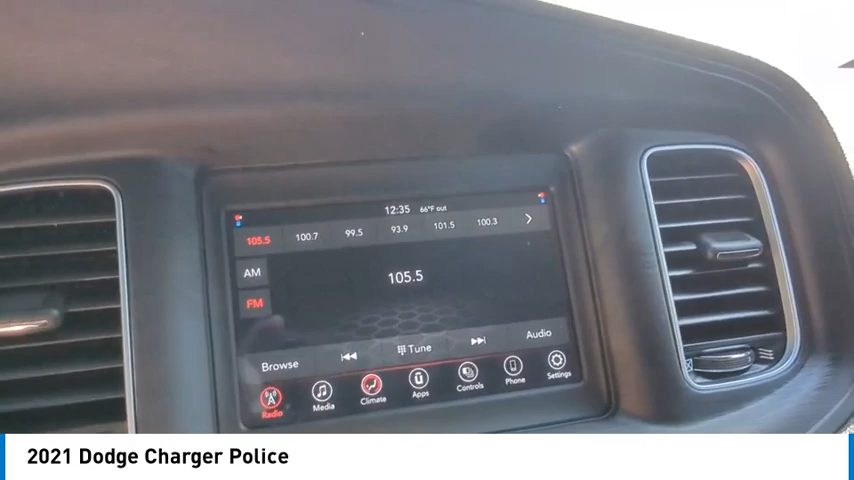 12:35 66°F out
105.5 100.7 99.5 93.9 101.5 100.3
AM
105.5
FM
Browse Tune Audio
Radio Media Climate Apps Controls Phone Settings
2021 Dodge Charger Police